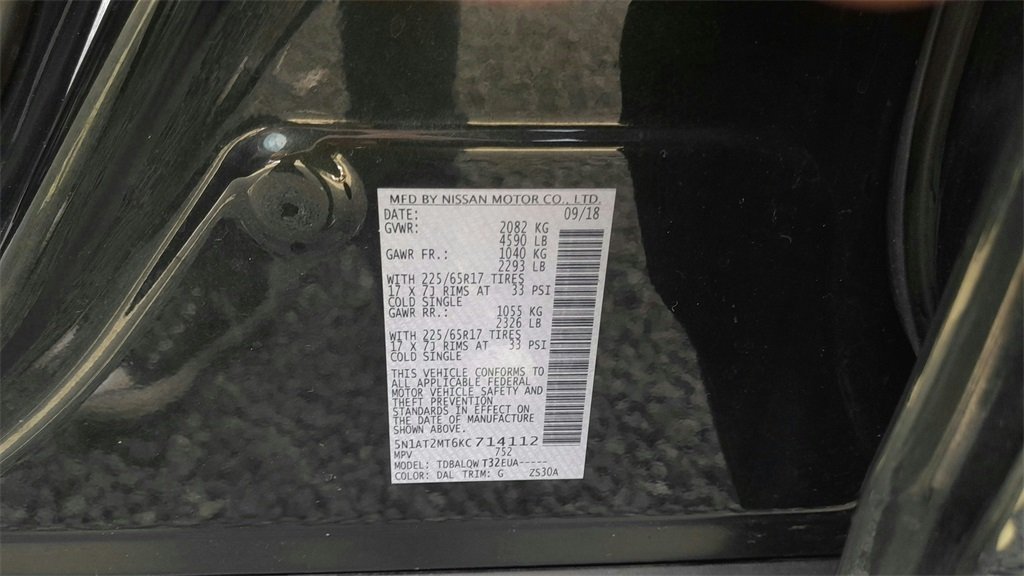 MFD BY NISSAN MOTOR CO., LTD.
DATE: 09/18
GVWR: 2082 KG
4590 LB
GAWR FR.: 1040 KG
2293 LB
WITH 225/65R17 TIRES
17 X 7J RIMS AT 33 PSI
COLD SINGLE
GAWR RR.: 1055 KG
2326 LB
WITH 225/65R17 TIRES
17 X 7J RIMS AT 33 PSI
COLD SINGLE
THIS VEHICLE CONFORMS TO
ALL APPLICABLE FEDERAL
MOTOR VEHICLE SAFETY AND
THEFT PREVENTION
STANDARDS IN EFFECT ON
THE DATE OF MANUFACTURE
SHOWN ABOVE.
5N1AT2MT6KC714112
MPV 752
MODEL: TDBALQWT32EUA-----
COLOR: DAL TRIM: G ZS30A